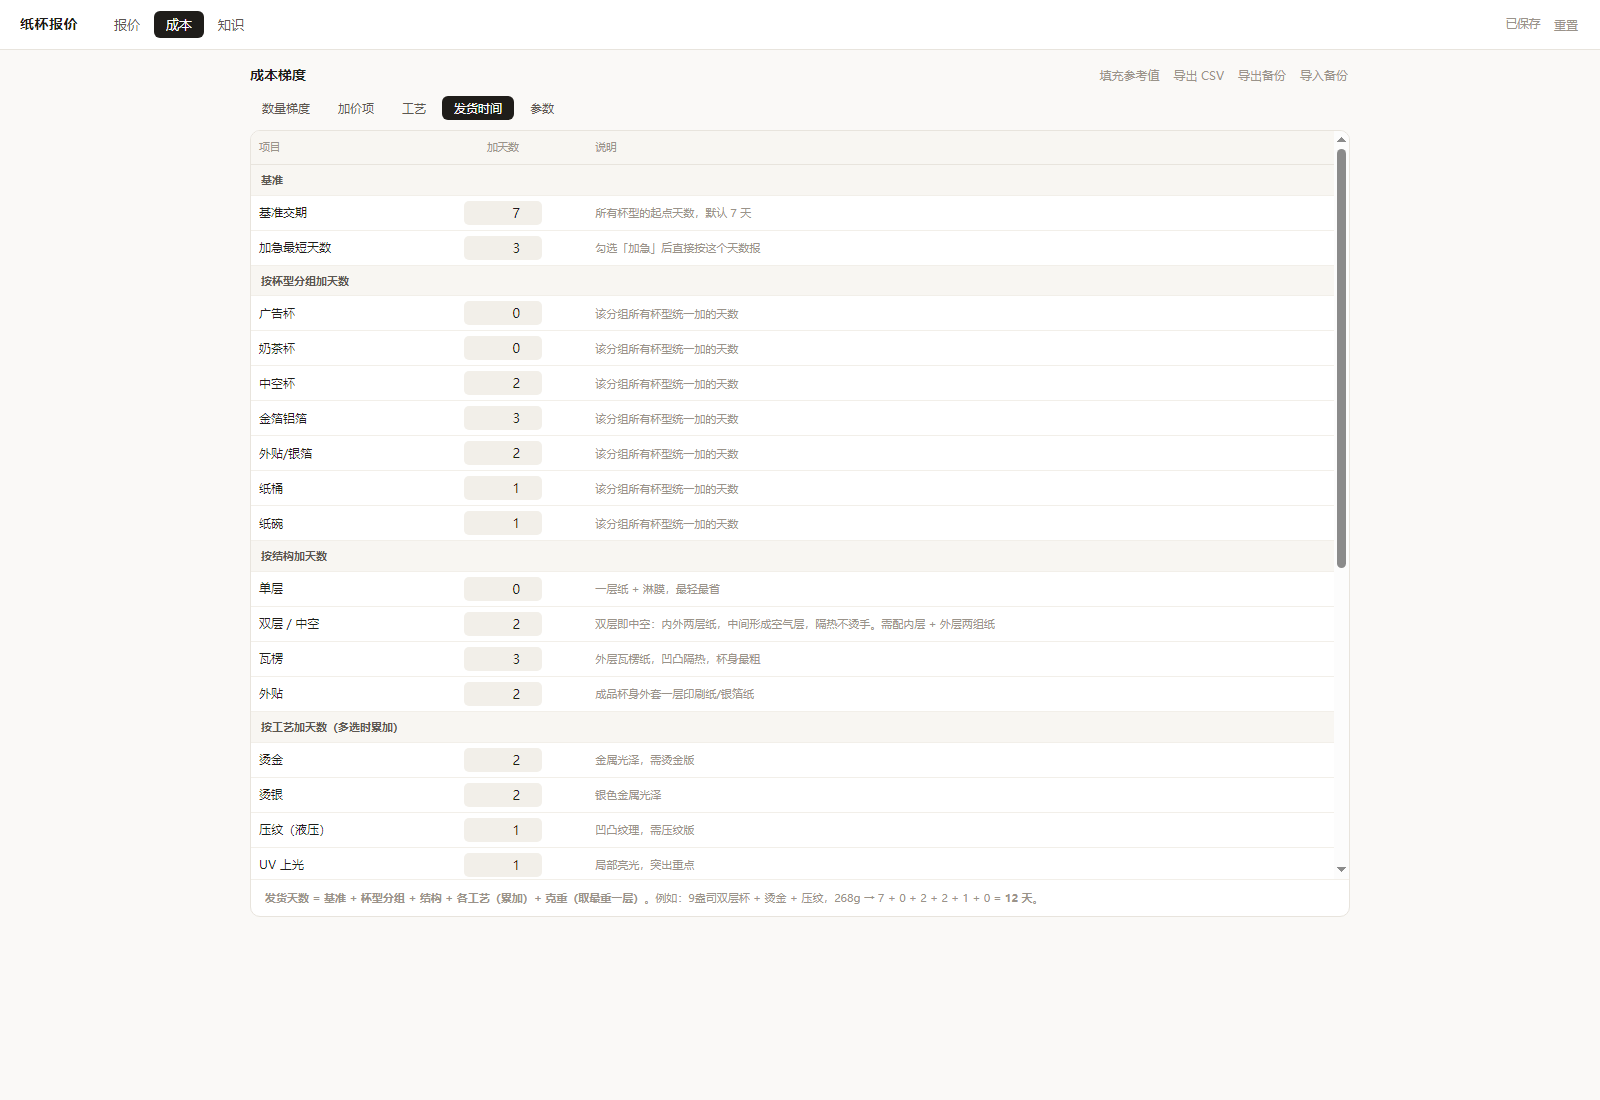 纸杯报价 报价 成本 知识 已保存 重置
成本梯度 填充参考值 导出 CSV 导出备份 导入备份
数量梯度 加价项 工艺 发货时间 参数
项目 加天数 说明
基准
基准交期 7 所有杯型的起点天数，默认 7 天
加急最短天数 3 勾选「加急」后直接按这个天数报
按杯型分组加天数
广告杯 0 该分组所有杯型统一加的天数
奶茶杯 0 该分组所有杯型统一加的天数
中空杯 2 该分组所有杯型统一加的天数
金箔铝箔 3 该分组所有杯型统一加的天数
外贴/银箔 2 该分组所有杯型统一加的天数
纸桶 1 该分组所有杯型统一加的天数
纸碗 1 该分组所有杯型统一加的天数
按结构加天数
单层 0 一层纸 + 淋膜，最轻最省
双层 / 中空 2 双层即中空：内外两层纸，中间形成空气层，隔热不烫手。需配内层 + 外层两组纸
瓦楞 3 外层瓦楞纸，凹凸隔热，杯身最粗
外贴 2 成品杯身外套一层印刷纸/银箔纸
按工艺加天数（多选时累加）
烫金 2 金属光泽，需烫金版
烫银 2 银色金属光泽
压纹（液压） 1 凹凸纹理，需压纹版
UV 上光 1 局部亮光，突出重点
发货天数 = 基准 + 杯型分组 + 结构 + 各工艺（累加）+ 克重（取最重一层）。例如：9盎司双层杯 + 烫金 + 压纹，268g → 7 + 0 + 2 + 2 + 1 + 0 = 12 天。